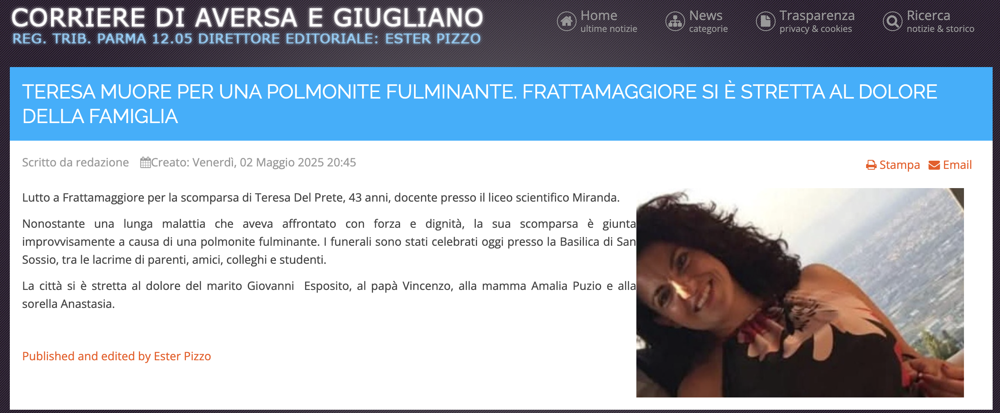 CORRIERE DI AVERSA E GIUGLIANO
REG. TRIB. PARMA 12.05 DIRETTORE EDITORIALE: ESTER PIZZO
Home
ultime notizie
News
categorie
Trasparenza
privacy & cookies
Ricerca
notizie & storico
TERESA MUORE PER UNA POLMONITE FULMINANTE. FRATTAMAGGIORE SI È STRETTA AL DOLORE
DELLA FAMIGLIA
Scritto da redazione Creato: Venerdì, 02 Maggio 2025 20:45
Stampa Email
Lutto a Frattamaggiore per la scomparsa di Teresa Del Prete, 43 anni, docente presso il liceo scientifico Miranda.
Nonostante una lunga malattia che aveva affrontato con forza e dignità, la sua scomparsa è giunta
improvvisamente a causa di una polmonite fulminante. I funerali sono stati celebrati oggi presso la Basilica di San
Sossio, tra le lacrime di parenti, amici, colleghi e studenti.
La città si è stretta al dolore del marito Giovanni  Esposito, al papà Vincenzo, alla mamma Amalia Puzio e alla
sorella Anastasia.
Published and edited by Ester Pizzo